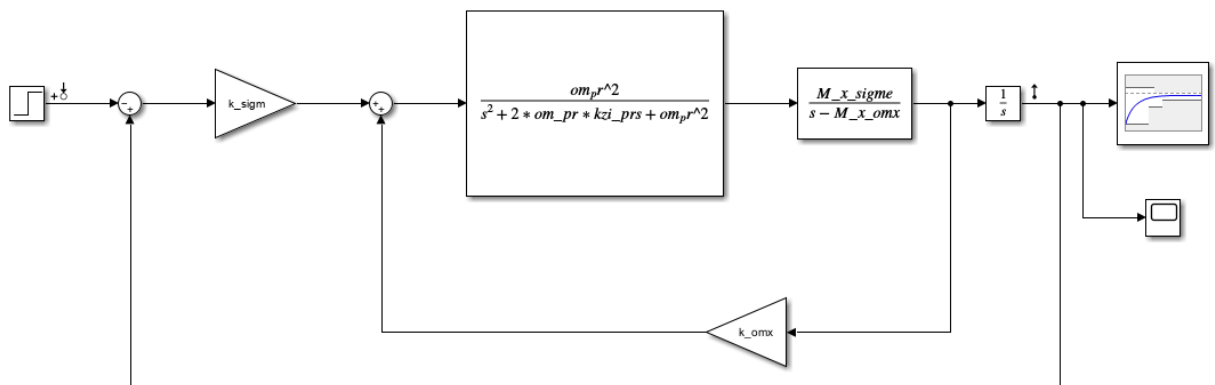 k_sigm
om_pr^2
s^2 + 2 * om_pr * kzi_prs + om_pr^2
M_x_sigme
s − M_x_omx
1
s
k_omx